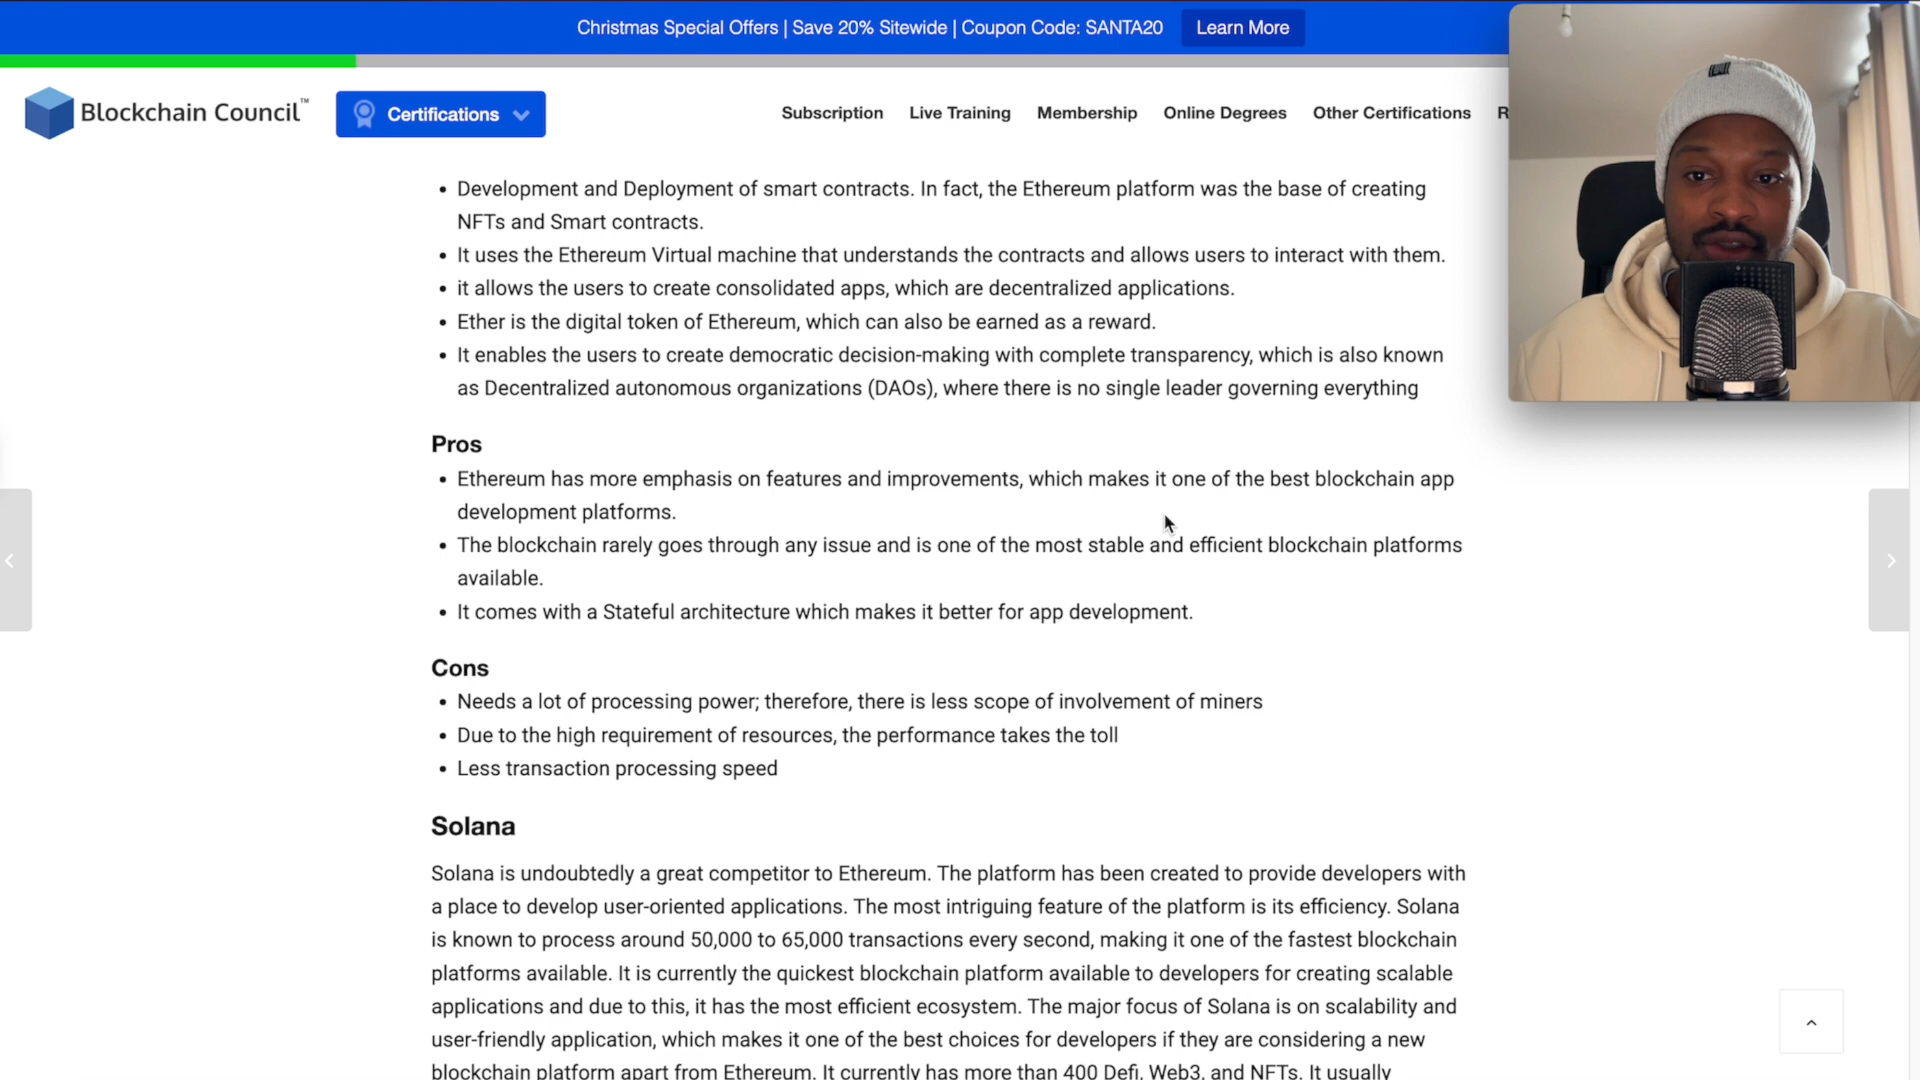 Christmas Special Offers | Save 20% Sitewide | Coupon Code: SANTA20
Learn More
Blockchain Council™
Certifications
Subscription
Live Training
Membership
Online Degrees
Other Certifications
R
• Development and Deployment of smart contracts. In fact, the Ethereum platform was the base of creating
NFTs and Smart contracts.
• It uses the Ethereum Virtual machine that understands the contracts and allows users to interact with them.
• it allows the users to create consolidated apps, which are decentralized applications.
• Ether is the digital token of Ethereum, which can also be earned as a reward.
• It enables the users to create democratic decision-making with complete transparency, which is also known
as Decentralized autonomous organizations (DAOs), where there is no single leader governing everything
Pros
• Ethereum has more emphasis on features and improvements, which makes it one of the best blockchain app
development platforms.
• The blockchain rarely goes through any issue and is one of the most stable and efficient blockchain platforms
available.
• It comes with a Stateful architecture which makes it better for app development.
Cons
• Needs a lot of processing power; therefore, there is less scope of involvement of miners
• Due to the high requirement of resources, the performance takes the toll
• Less transaction processing speed
Solana
Solana is undoubtedly a great competitor to Ethereum. The platform has been created to provide developers with
a place to develop user-oriented applications. The most intriguing feature of the platform is its efficiency. Solana
is known to process around 50,000 to 65,000 transactions every second, making it one of the fastest blockchain
platforms available. It is currently the quickest blockchain platform available to developers for creating scalable
applications and due to this, it has the most efficient ecosystem. The major focus of Solana is on scalability and
user-friendly application, which makes it one of the best choices for developers if they are considering a new
blockchain platform apart from Ethereum. It currently has more than 400 Defi, Web3, and NFTs. It usually